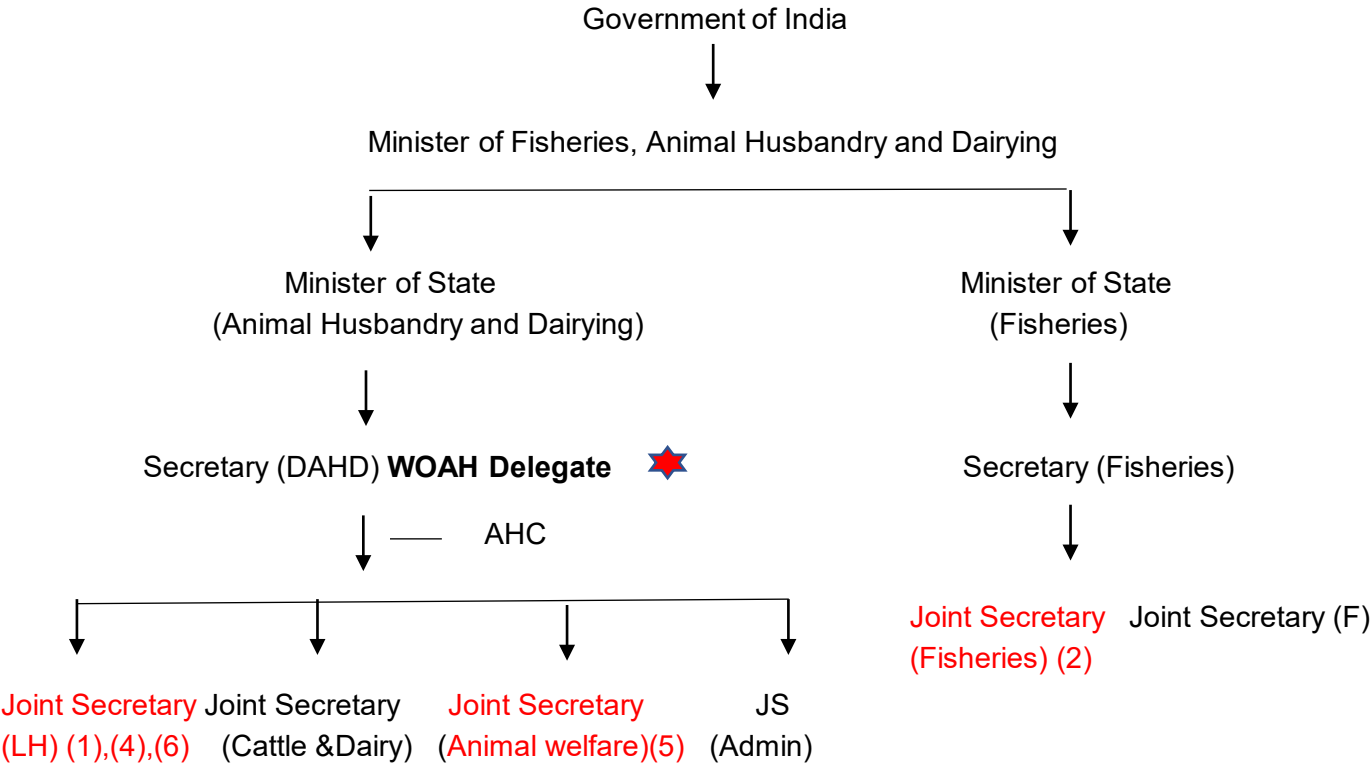 Government of India
Minister of Fisheries, Animal Husbandry and Dairying
Minister of State
(Animal Husbandry and Dairying)
Minister of State
(Fisheries)
Secretary (DAHD) WOAH Delegate
Secretary (Fisheries)
AHC
Joint Secretary
(Fisheries) (2)
Joint Secretary (F)
Joint Secretary
(LH) (1),(4),(6)
Joint Secretary
(Cattle &Dairy)
Joint Secretary
(Animal welfare)(5)
JS
(Admin)